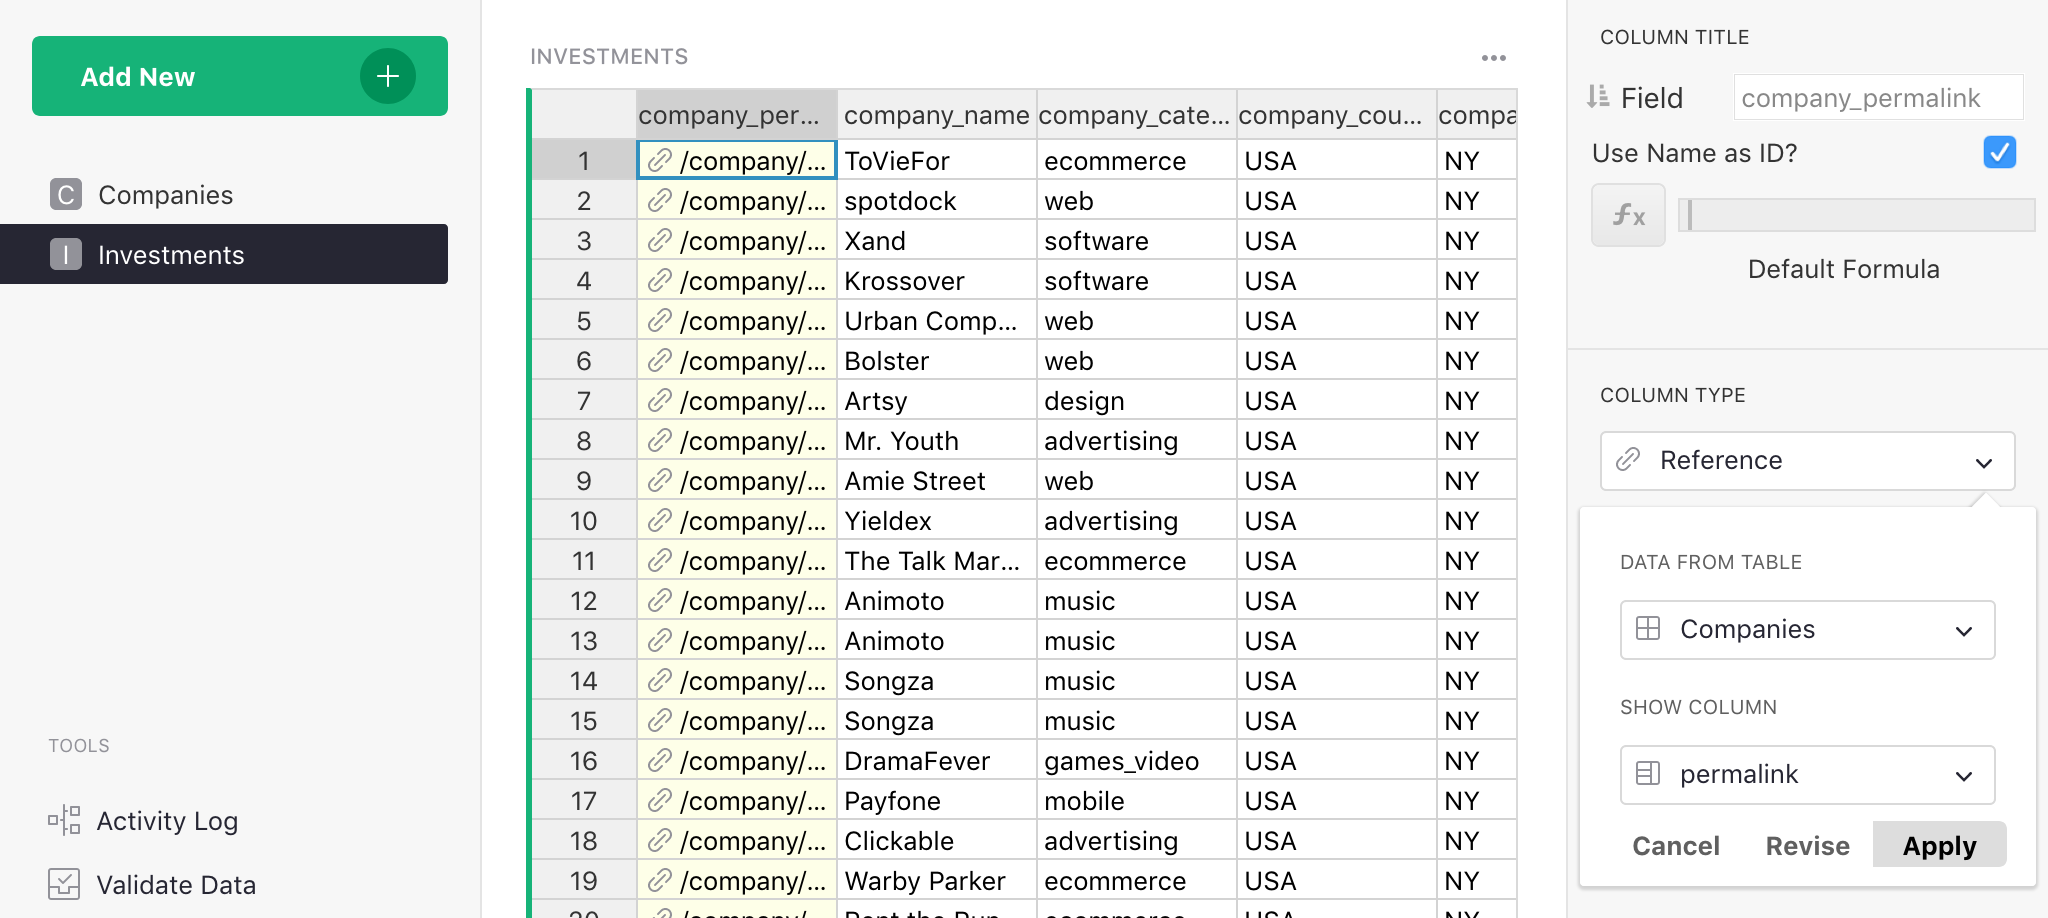 Add New
Companies
Investments
TOOLS
Activity Log
Validate Data
INVESTMENTS
company_per... company_name company_cate... company_cou... compa
1 /company/... ToVieFor ecommerce USA NY
2 /company/... spotdock web USA NY
3 /company/... Xand software USA NY
4 /company/... Krossover software USA NY
5 /company/... Urban Comp... web USA NY
6 /company/... Bolster web USA NY
7 /company/... Artsy design USA NY
8 /company/... Mr. Youth advertising USA NY
9 /company/... Amie Street web USA NY
10 /company/... Yieldex advertising USA NY
11 /company/... The Talk Mar... ecommerce USA NY
12 /company/... Animoto music USA NY
13 /company/... Animoto music USA NY
14 /company/... Songza music USA NY
15 /company/... Songza music USA NY
16 /company/... DramaFever games_video USA NY
17 /company/... Payfone mobile USA NY
18 /company/... Clickable advertising USA NY
19 /company/... Warby Parker ecommerce USA NY
COLUMN TITLE
Field company_permalink
Use Name as ID?
fx
Default Formula
COLUMN TYPE
Reference
DATA FROM TABLE
Companies
SHOW COLUMN
permalink
Cancel Revise Apply